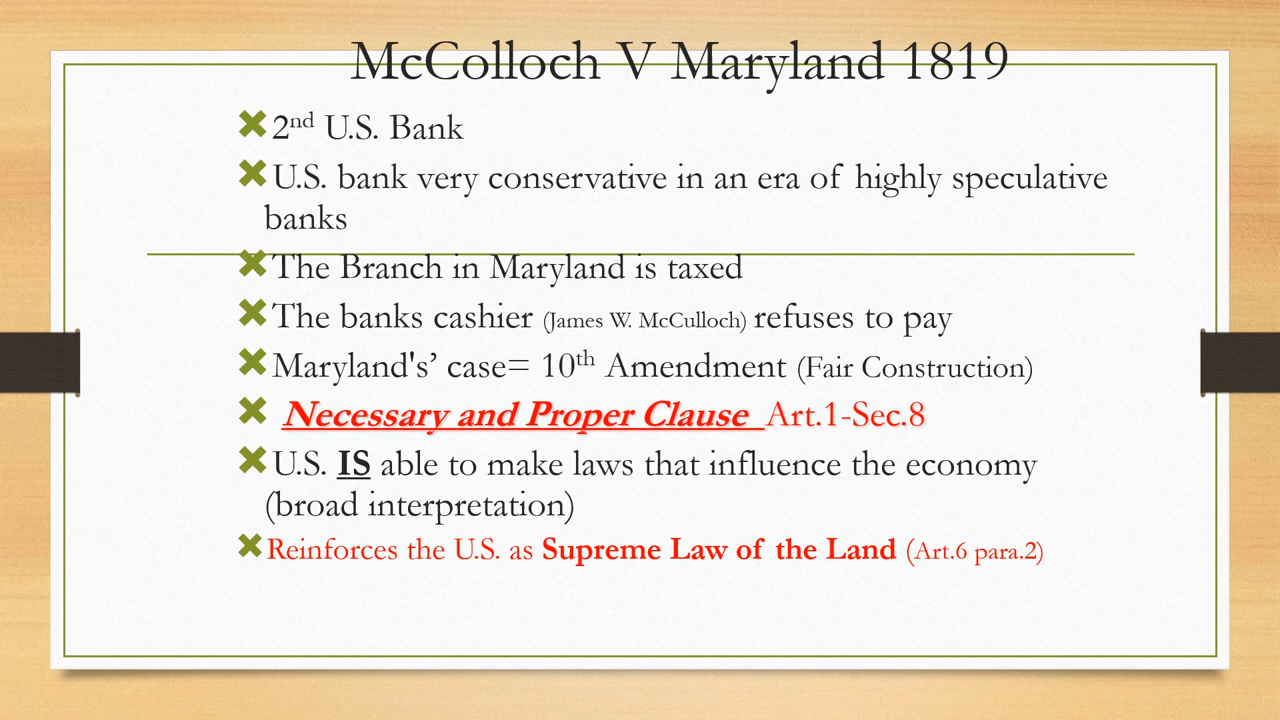 McColloch V Maryland 1819
2nd U.S. Bank
U.S. bank very conservative in an era of highly speculative
banks
The Branch in Maryland is taxed
The banks cashier (James W. McCulloch) refuses to pay
Maryland's’ case= 10th Amendment (Fair Construction)
Necessary and Proper Clause Art.1-Sec.8
U.S. IS able to make laws that influence the economy
(broad interpretation)
Reinforces the U.S. as Supreme Law of the Land (Art.6 para.2)